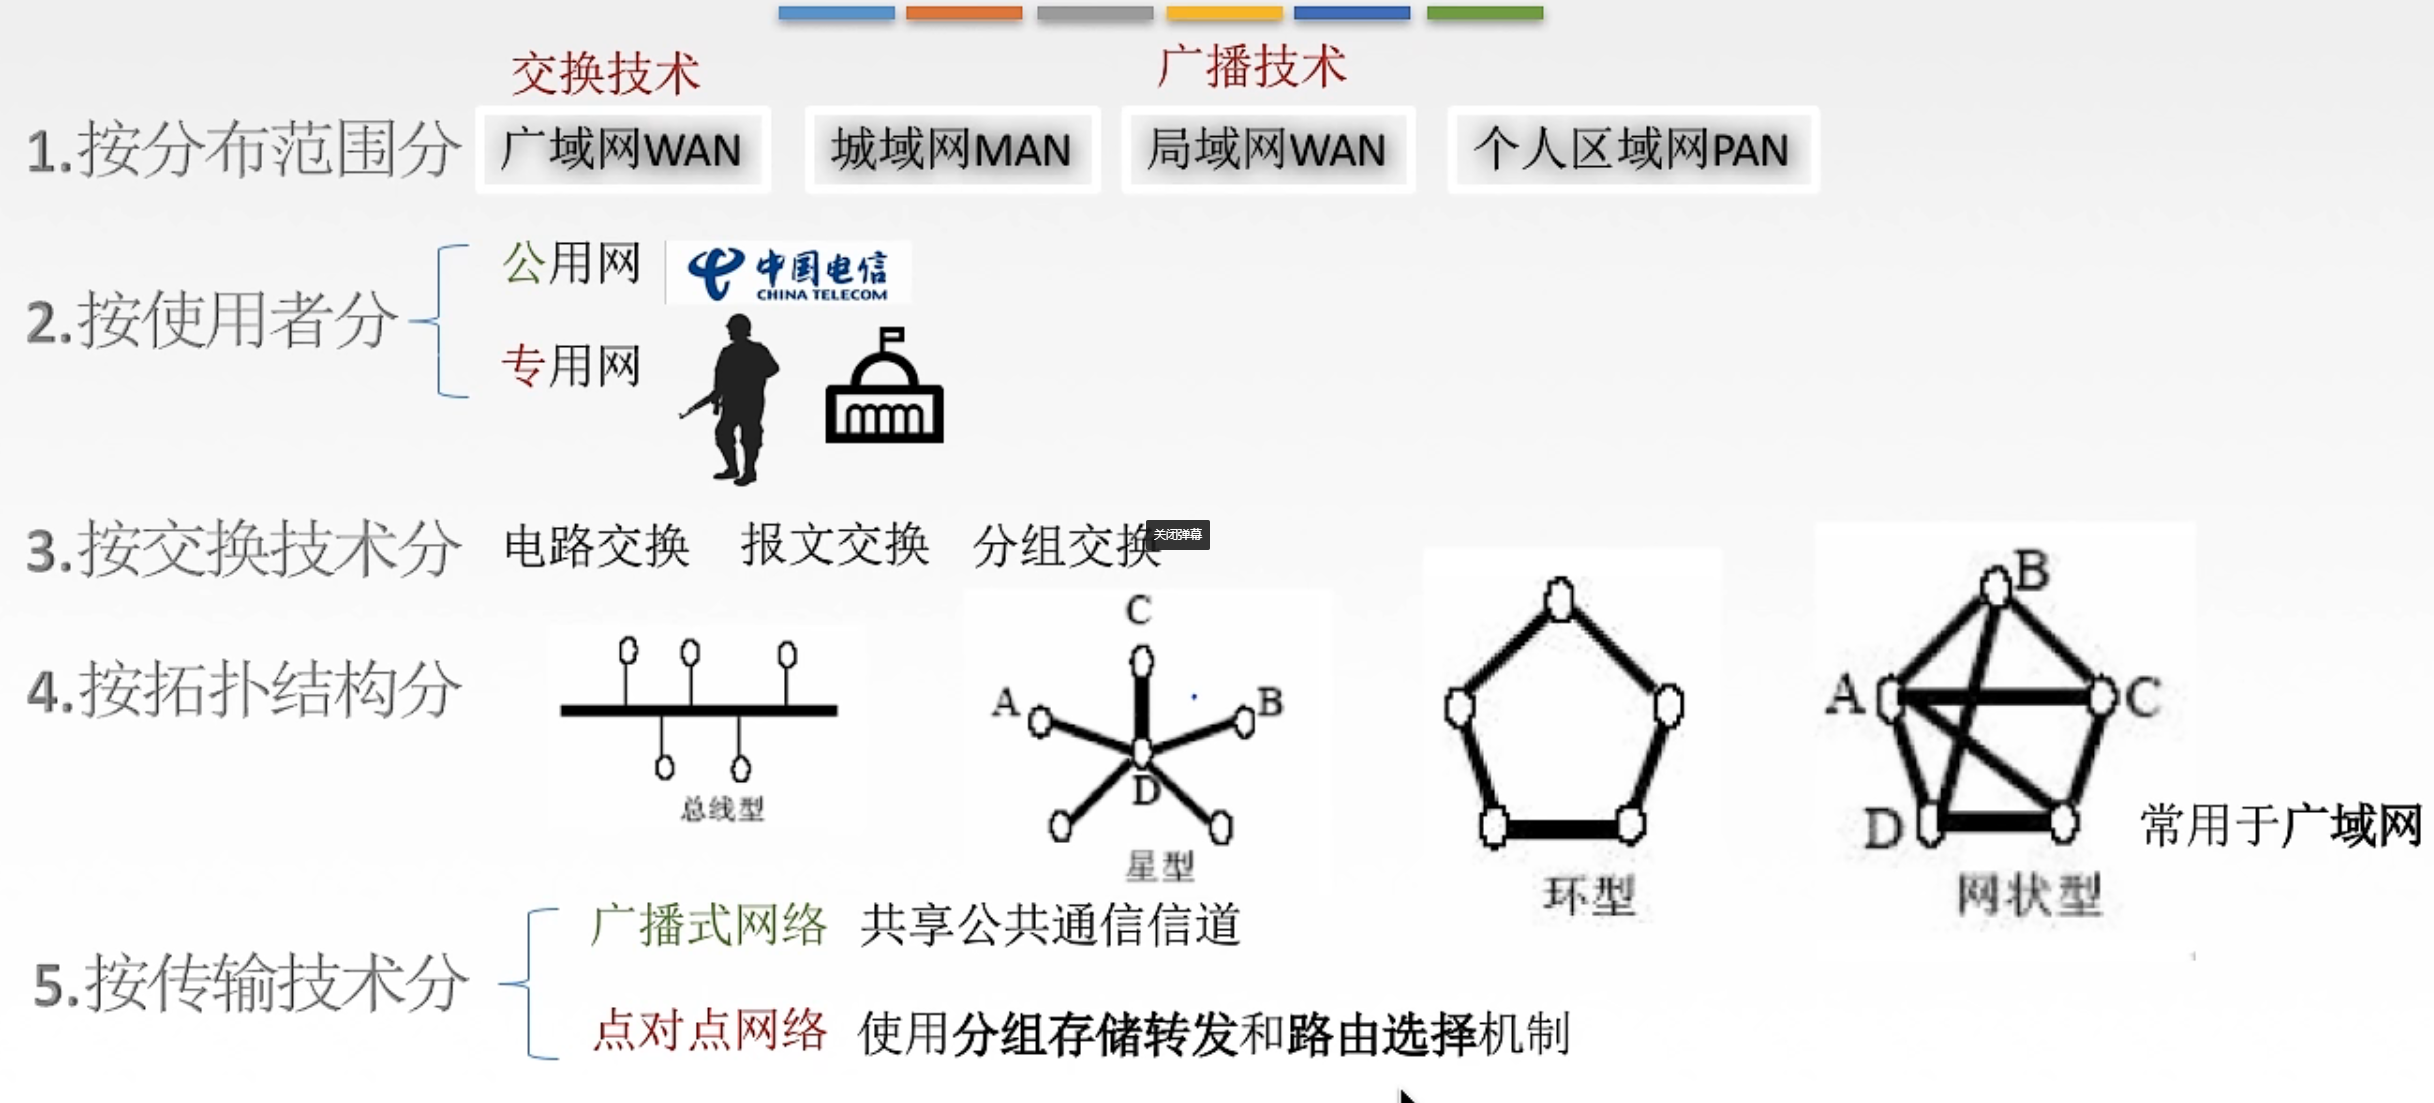 交换技术 广播技术
1.按分布范围分 广域网WAN 城域网MAN 局域网WAN 个人区域网PAN
公用网 中国电信
CHINA TELECOM
2.按使用者分
专用网
3.按交换技术分 电路交换 报文交换 分组交换 关闭弹幕
4.按拓扑结构分
总线型
C
A B
D
星型
环型
B
A C
D
网状型
常用于广域网
5.按传输技术分
广播式网络 共享公共通信信道
点对点网络 使用分组存储转发和路由选择机制